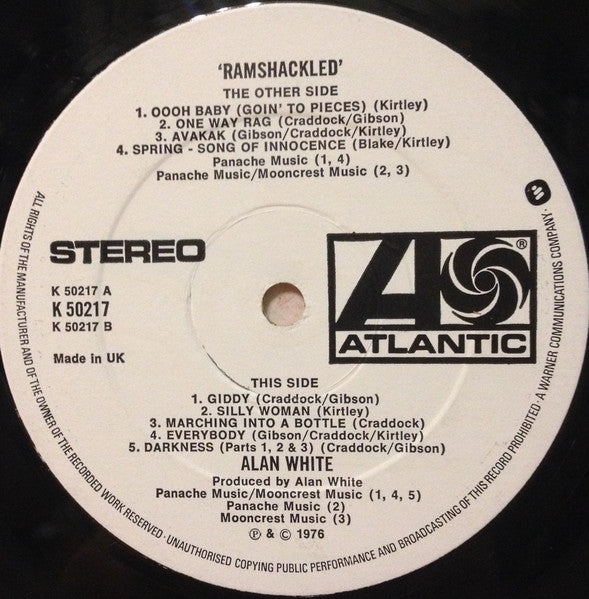 'RAMSHACKLED'
THE OTHER SIDE
1. OOOH BABY (GOIN' TO PIECES) (Kirtley)
2. ONE WAY RAG (Craddock/Gibson)
3. AVAKAK (Gibson/Craddock/Kirtley)
4. SPRING - SONG OF INNOCENCE (Blake/Kirtley)
Panache Music (1, 4)
Panache Music/Mooncrest Music (2, 3)
STEREO
K 50217 A
K 50217
K 50217 B
Made in UK
®
ATLANTIC
THIS SIDE
1. GIDDY (Craddock/Gibson)
2. SILLY WOMAN (Kirtley)
3. MARCHING INTO A BOTTLE (Craddock)
4. EVERYBODY (Gibson/Craddock/Kirtley)
5. DARKNESS (Parts 1, 2 & 3) (Craddock/Gibson)
ALAN WHITE
Produced by Alan White
Panache Music/Mooncrest Music (1, 4, 5)
Panache Music (2)
Mooncrest Music (3)
℗ & © 1976
ALL RIGHTS OF THE MANUFACTURER AND OF THE OWNER OF THE RECORDED WORK RESERVED · UNAUTHORISED COPYING PUBLIC PERFORMANCE AND BROADCASTING OF THIS RECORD PROHIBITED · A WARNER COMMUNICATIONS COMPANY ·